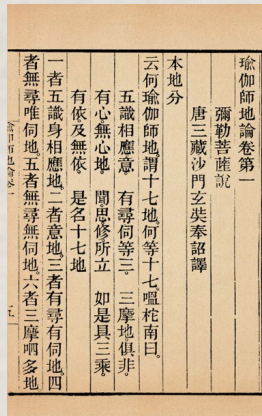 瑜伽師地論卷第一
彌勒菩薩說
唐三藏沙門玄奘奉詔譯
本地分
云何瑜伽師地。謂十七地。何等十七。嗢柁南曰。
五識相應意　有尋伺等三　三摩地俱非。
有心無心地　聞思修所立　如是具三乘。
有依及無依。是名十七地
一者五識身相應地。二者意地。三者有尋有伺地。四
者無尋唯伺地。五者無尋無伺地。六者三摩呬多地
五